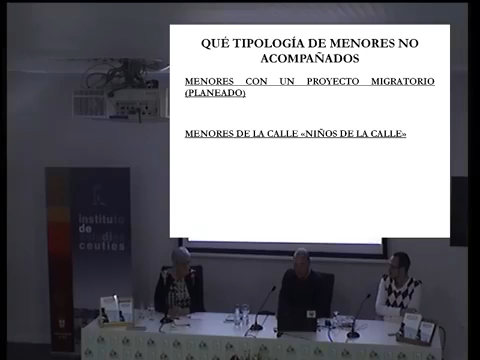 QUÉ TIPOLOGÍA DE MENORES NO
ACOMPAÑADOS
MENORES CON UN PROYECTO MIGRATORIO
(PLANEADO)
MENORES DE LA CALLE «NIÑOS DE LA CALLE»
instituto
de estudios
ceutíes